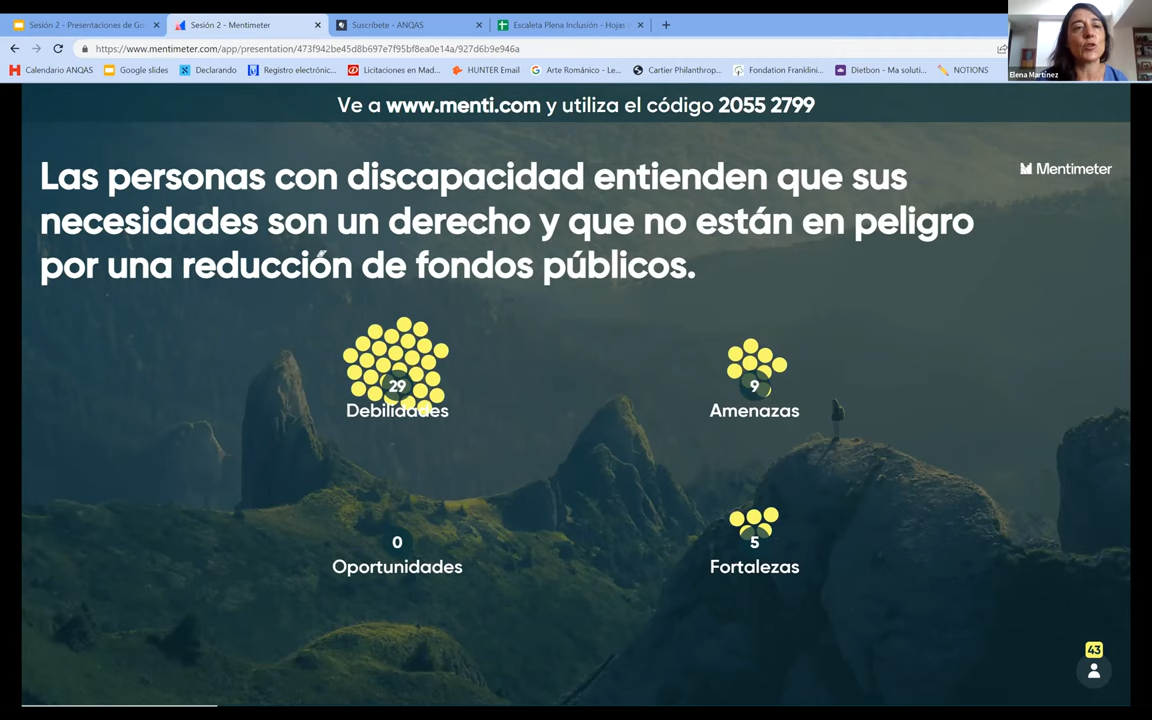 Sesión 2 - Presentaciones de Go
Sesión 2 - Mentimeter
Suscríbete - ANQAS
Escaleta Plena Inclusión - Hojas
https://www.mentimeter.com/app/presentation/473f942be45d8b697e7f95bf8ea0e14a/927d6b9e946a
Calendario ANQAS
Google slides
Declarando
Registro electrónic...
Licitaciones en Mad...
HUNTER Email
Arte Románico - Le...
Cartier Philanthrop...
Fondation Franklini...
Dietbon - Ma soluti...
NOTIONS
Elena Martínez
Ve a www.menti.com y utiliza el código 2055 2799
Las personas con discapacidad entienden que sus
necesidades son un derecho y que no están en peligro
por una reducción de fondos públicos.
Mentimeter
29
Debilidades
9
Amenazas
0
Oportunidades
5
Fortalezas
43